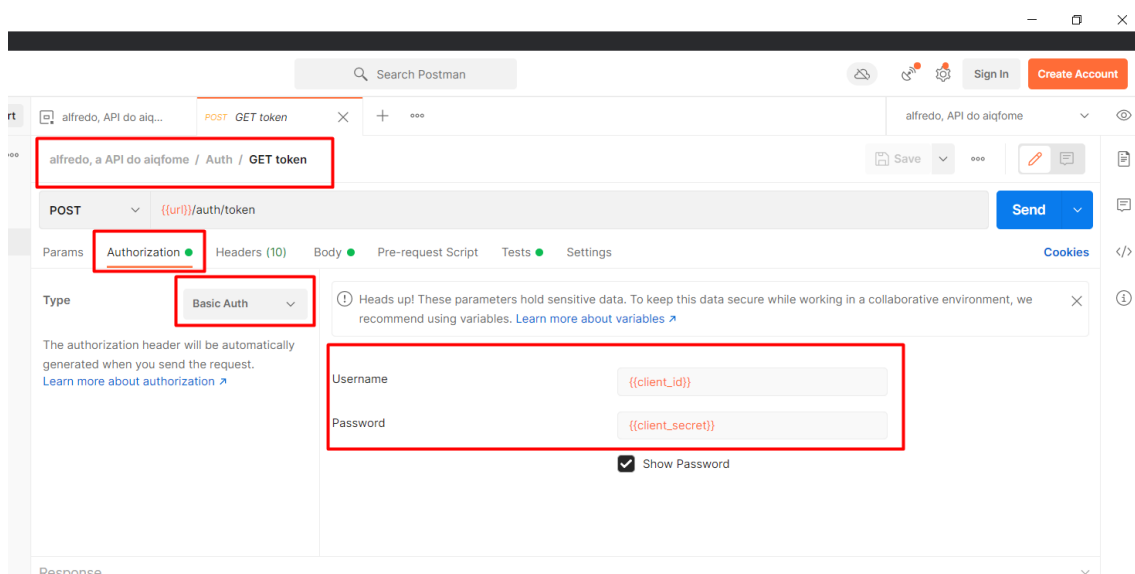 Search Postman
Sign In
Create Account
rt
alfredo, API do aiq...
POST GET token
alfredo, API do aiqfome
alfredo, a API do aiqfome / Auth / GET token
Save
POST
{{url}}/auth/token
Send
Params
Authorization
Headers (10)
Body
Pre-request Script
Tests
Settings
Cookies
Type
Basic Auth
Heads up! These parameters hold sensitive data. To keep this data secure while working in a collaborative environment, we
recommend using variables. Learn more about variables ↗
The authorization header will be automatically
generated when you send the request.
Learn more about authorization ↗
Username
{{client_id}}
Password
{{client_secret}}
Show Password
Response